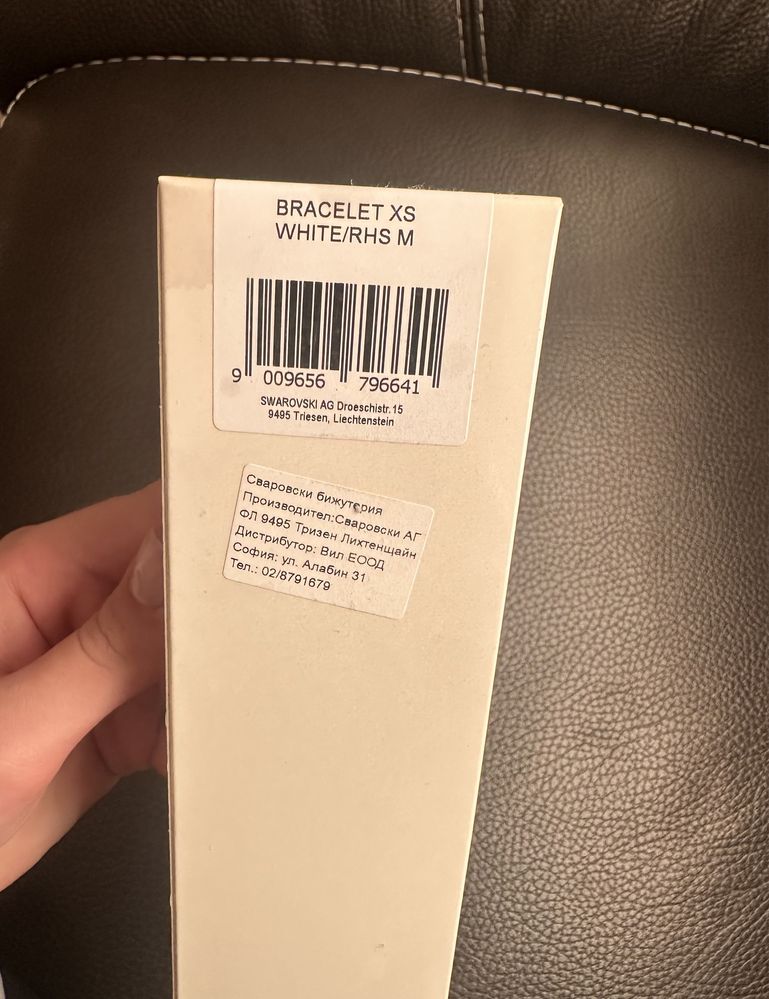 BRACELET XS
WHITE/RHS M
9 009656 796641
SWAROVSKI AG Droeschistr. 15
9495 Triesen, Liechtenstein
Сваровски бижутерия
Производител:Сваровски АГ
ФЛ 9495 Тризен Лихтенщайн
Дистрибутор: Вил ЕООД
София: ул. Алабин 31
Тел.: 02/8791679